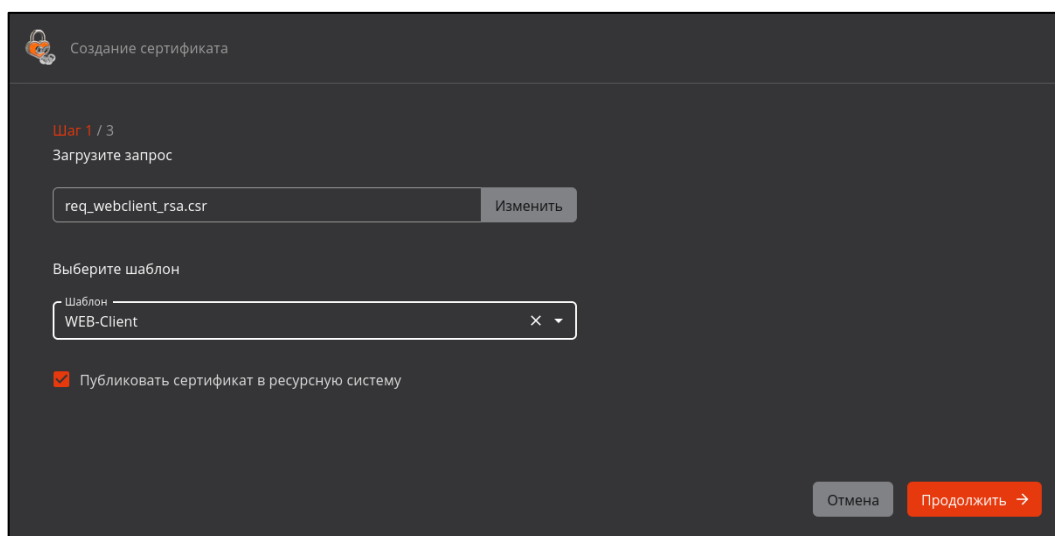 Создание сертификата
Шаг 1 / 3
Загрузите запрос
req_webclient_rsa.csr
Изменить
Выберите шаблон
Шаблон
WEB-Client
Публиковать сертификат в ресурсную систему
Отмена
Продолжить →